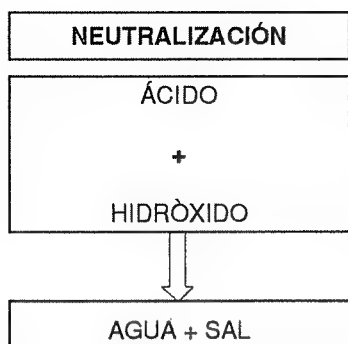 NEUTRALIZACIÓN
ÁCIDO
+
HIDRÒXIDO
AGUA + SAL